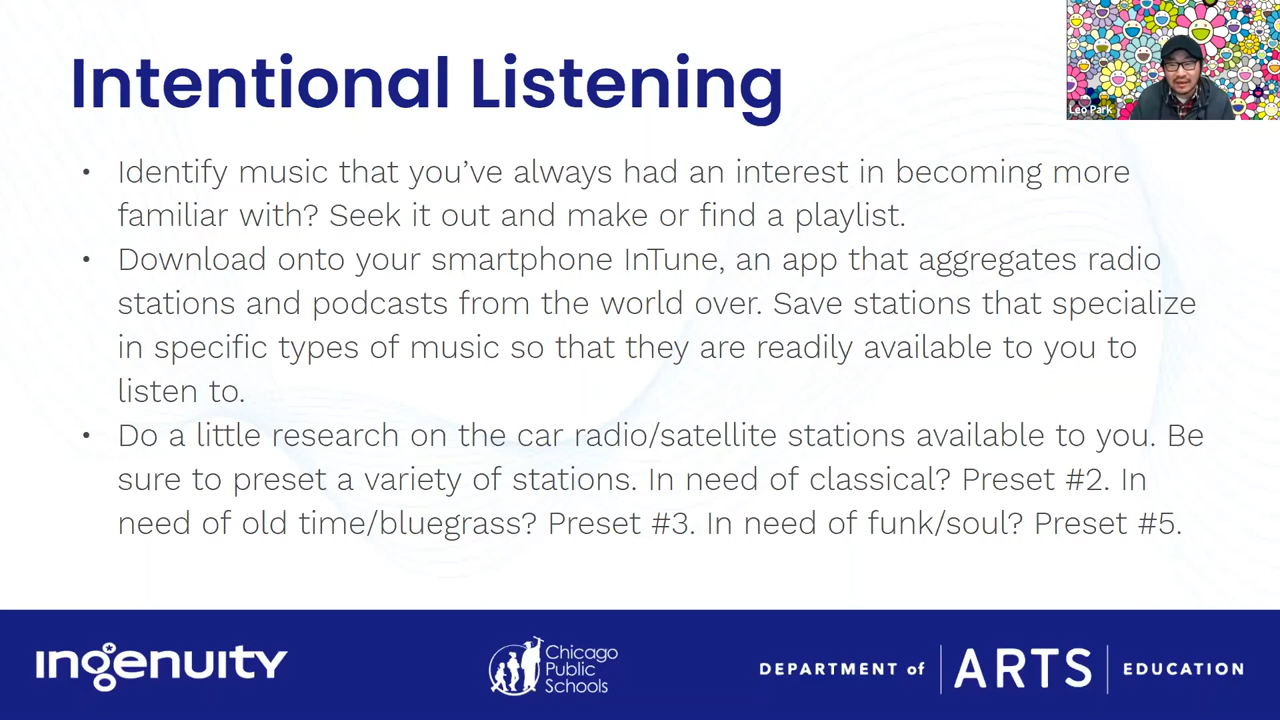 Intentional Listening
Leo Park
• Identify music that you’ve always had an interest in becoming more
familiar with? Seek it out and make or find a playlist.
• Download onto your smartphone InTune, an app that aggregates radio
stations and podcasts from the world over. Save stations that specialize
in specific types of music so that they are readily available to you to
listen to.
• Do a little research on the car radio/satellite stations available to you. Be
sure to preset a variety of stations. In need of classical? Preset #2. In
need of old time/bluegrass? Preset #3. In need of funk/soul? Preset #5.
ingenuity
Chicago
Public
Schools
DEPARTMENT of ARTS EDUCATION